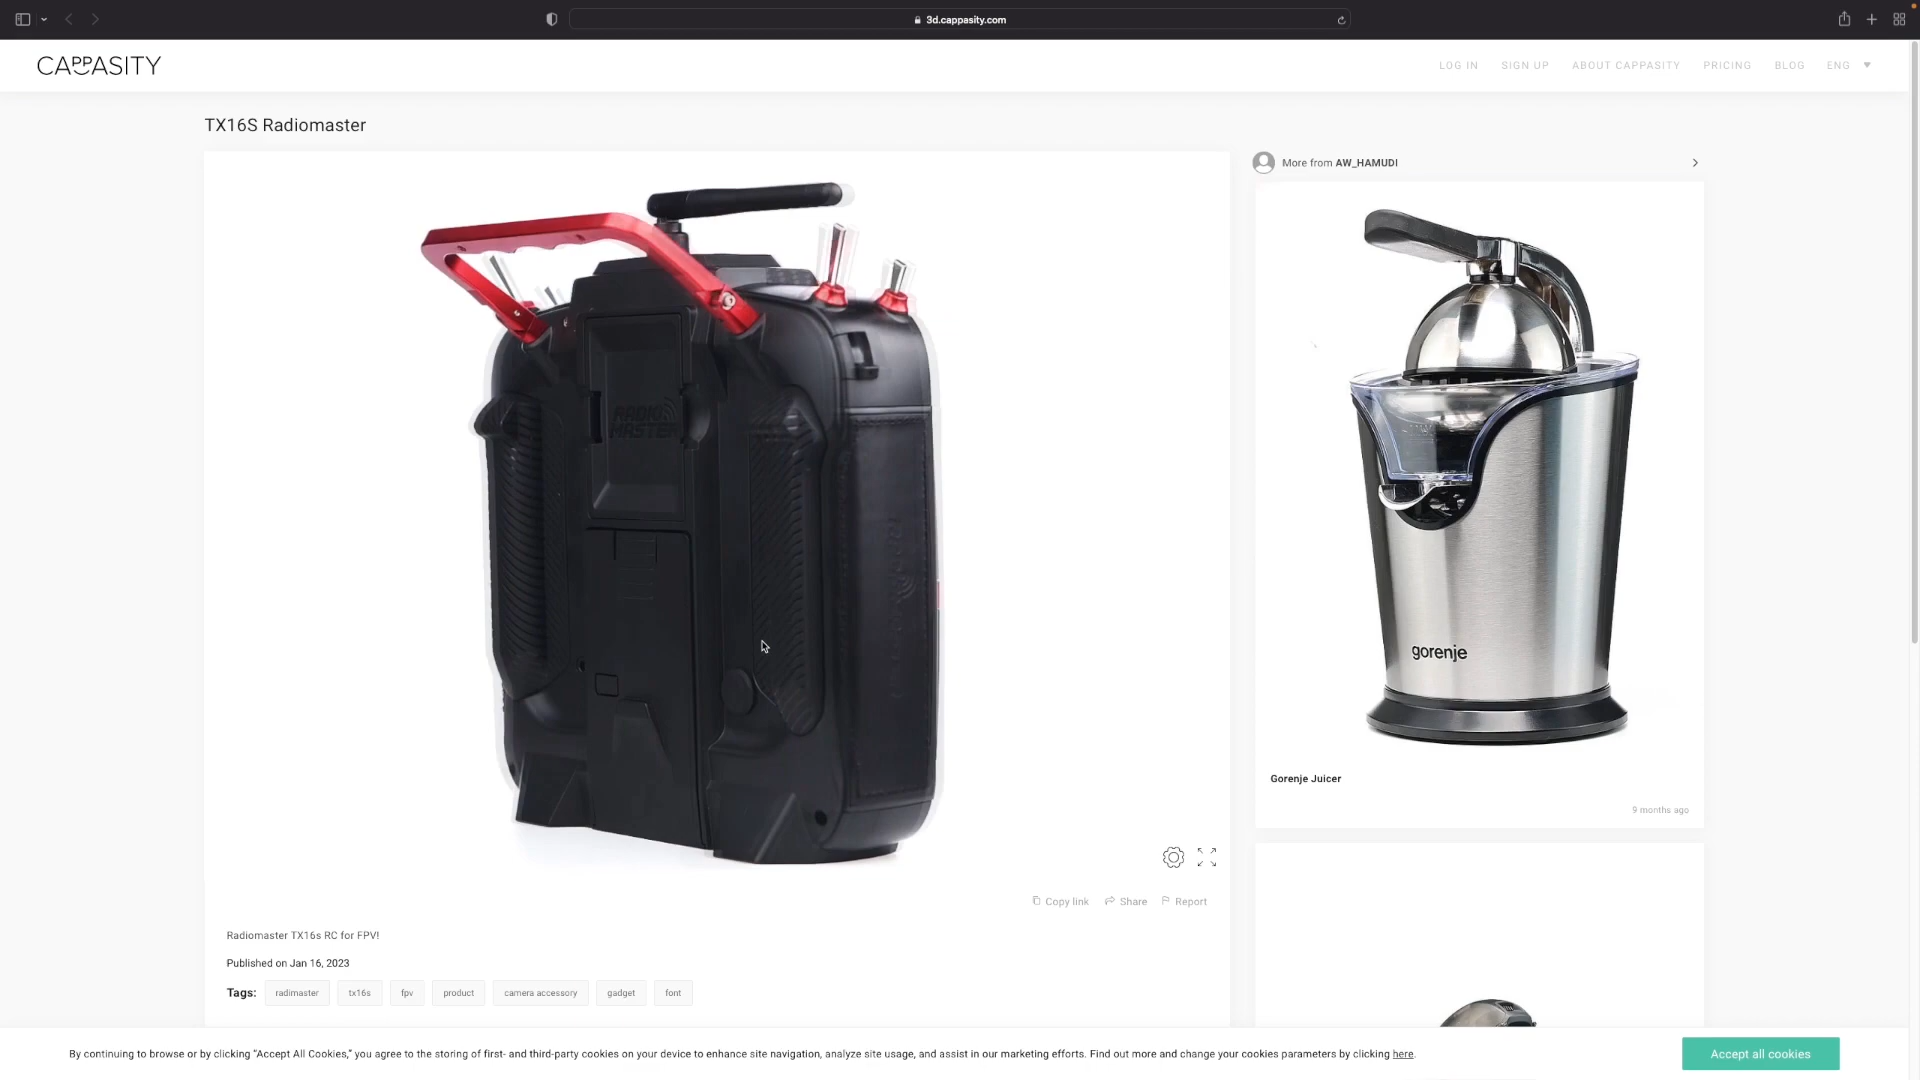 3d.cappasity.com
CAPPASITY
LOG IN
SIGN UP
ABOUT CAPPASITY
PRICING
BLOG
ENG
TX16S Radiomaster
RADIO
MASTER
More from AW_HAMUDI
gorenje
Gorenje Juicer
9 months ago
Copy link
Share
Report
Radiomaster TX16s RC for FPV!
Published on Jan 16, 2023
Tags: radimaster tx16s fpv product camera accessory gadget font
By continuing to browse or by clicking “Accept All Cookies,” you agree to the storing of first- and third-party cookies on your device to enhance site navigation, analyze site usage, and assist in our marketing efforts. Find out more and change your cookies parameters by clicking here.
Accept all cookies